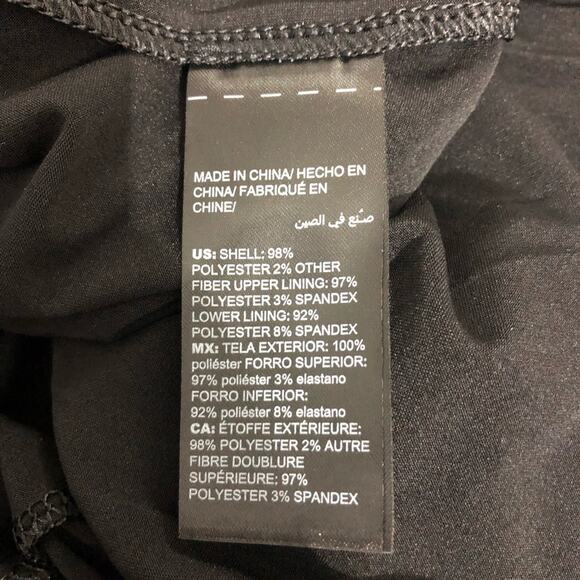 MADE IN CHINA/ HECHO EN
CHINA/ FABRIQUÉ EN
CHINE/
صنع في الصين
US: SHELL: 98%
POLYESTER 2% OTHER
FIBER UPPER LINING: 97%
POLYESTER 3% SPANDEX
LOWER LINING: 92%
POLYESTER 8% SPANDEX
MX: TELA EXTERIOR: 100%
poliéster FORRO SUPERIOR:
97% poliéster 3% elastano
FORRO INFERIOR:
92% poliéster 8% elastano
CA: ÉTOFFE EXTÉRIEURE:
98% POLYESTER 2% AUTRE
FIBRE DOUBLURE
SUPÉRIEURE: 97%
POLYESTER 3% SPANDEX